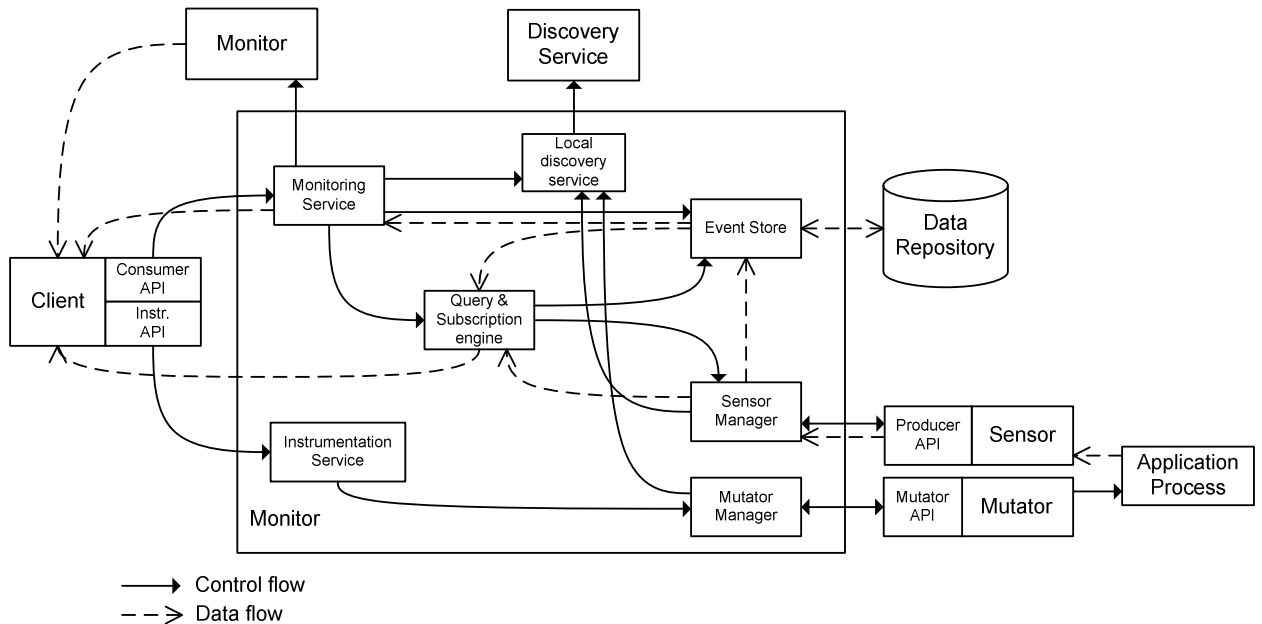 Monitor
Discovery
Service
Local
discovery
service
Monitoring
Service
Event Store
Data
Repository
Client
Consumer
API
Instr.
API
Query &
Subscription
engine
Sensor
Manager
Producer
API
Sensor
Instrumentation
Service
Application
Process
Mutator
Manager
Mutator
API
Mutator
Monitor
Control flow
Data flow